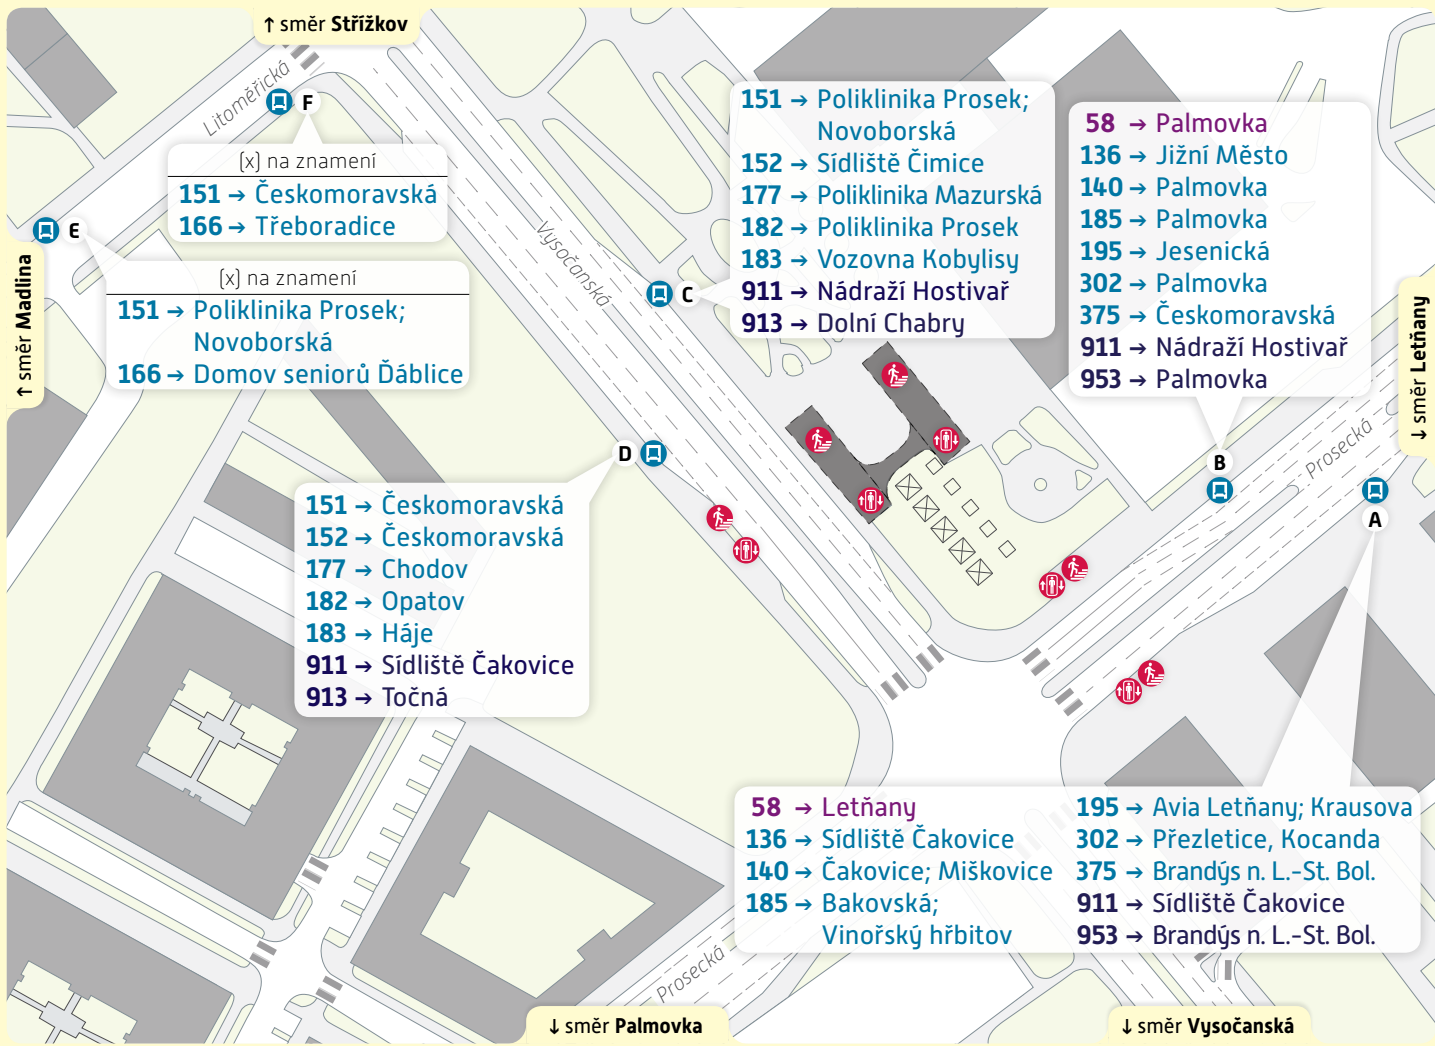 ↑ směr Střížkov
Litoměřická
F
(x) na znamení
151 → Českomoravská
166 → Třeboradice
E
(x) na znamení
151 → Poliklinika Prosek;
Novoborská
166 → Domov seniorů Ďáblice
↑ směr Madlina
Vysočanská
C
151 → Poliklinika Prosek;
Novoborská
152 → Sídliště Čimice
177 → Poliklinika Mazurská
182 → Poliklinika Prosek
183 → Vozovna Kobylisy
911 → Nádraží Hostivař
913 → Dolní Chabry
58 → Palmovka
136 → Jižní Město
140 → Palmovka
185 → Palmovka
195 → Jesenická
302 → Palmovka
375 → Českomoravská
911 → Nádraží Hostivař
953 → Palmovka
B
↓ směr Letňany
Prosecká
A
D
151 → Českomoravská
152 → Českomoravská
177 → Chodov
182 → Opatov
183 → Háje
911 → Sídliště Čakovice
913 → Točná
58 → Letňany
136 → Sídliště Čakovice
140 → Čakovice; Miškovice
185 → Bakovská;
Vinořský hřbitov
195 → Avia Letňany; Krausova
302 → Přezletice, Kocanda
375 → Brandýs n. L.-St. Bol.
911 → Sídliště Čakovice
953 → Brandýs n. L.-St. Bol.
Prosecká
↓ směr Palmovka
↓ směr Vysočanská